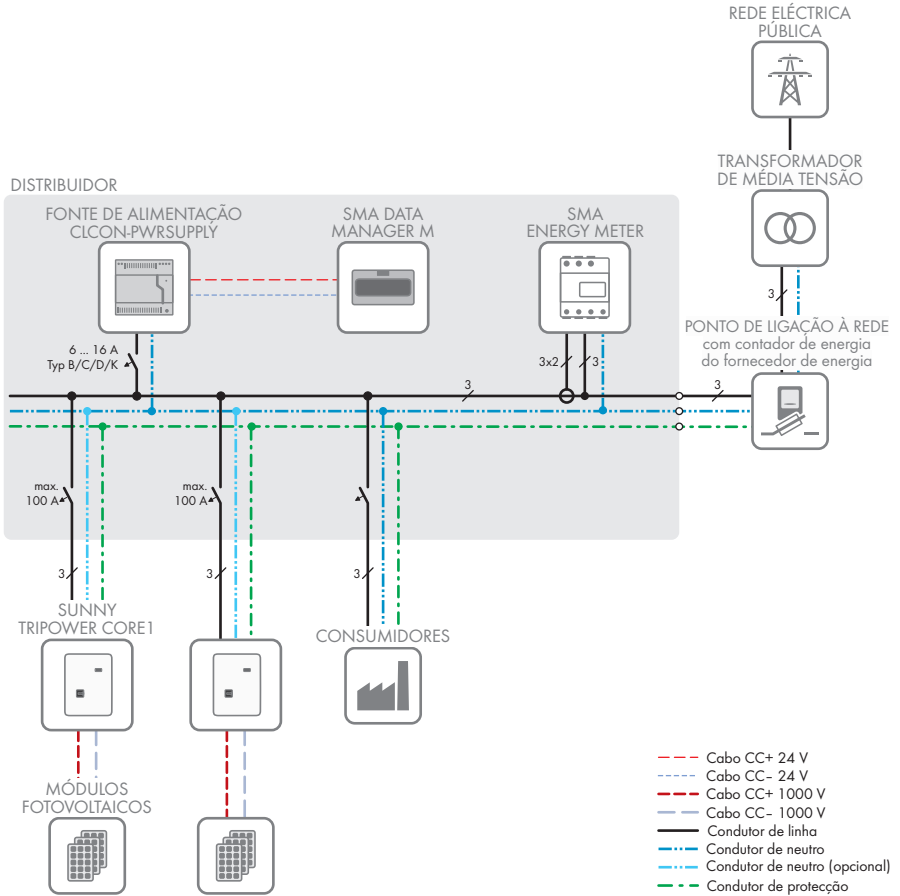 REDE ELÉCTRICA
PÚBLICA
TRANSFORMADOR
DE MÉDIA TENSÃO
DISTRIBUIDOR
FONTE DE ALIMENTAÇÃO
CLCON-PWRSUPPLY
SMA DATA
MANAGER M
SMA
ENERGY METER
3
PONTO DE LIGAÇÃO À REDE
com contador de energia
do fornecedor de energia
6 ... 16 A
Typ B/C/D/K
3x2
3
3
3
max.
100 A
max.
100 A
3
3
3
SUNNY
TRIPOWER CORE1
CONSUMIDORES
MÓDULOS
FOTOVOLTAICOS
Cabo CC+ 24 V
Cabo CC- 24 V
Cabo CC+ 1000 V
Cabo CC- 1000 V
Condutor de linha
Condutor de neutro
Condutor de neutro (opcional)
Condutor de protecção